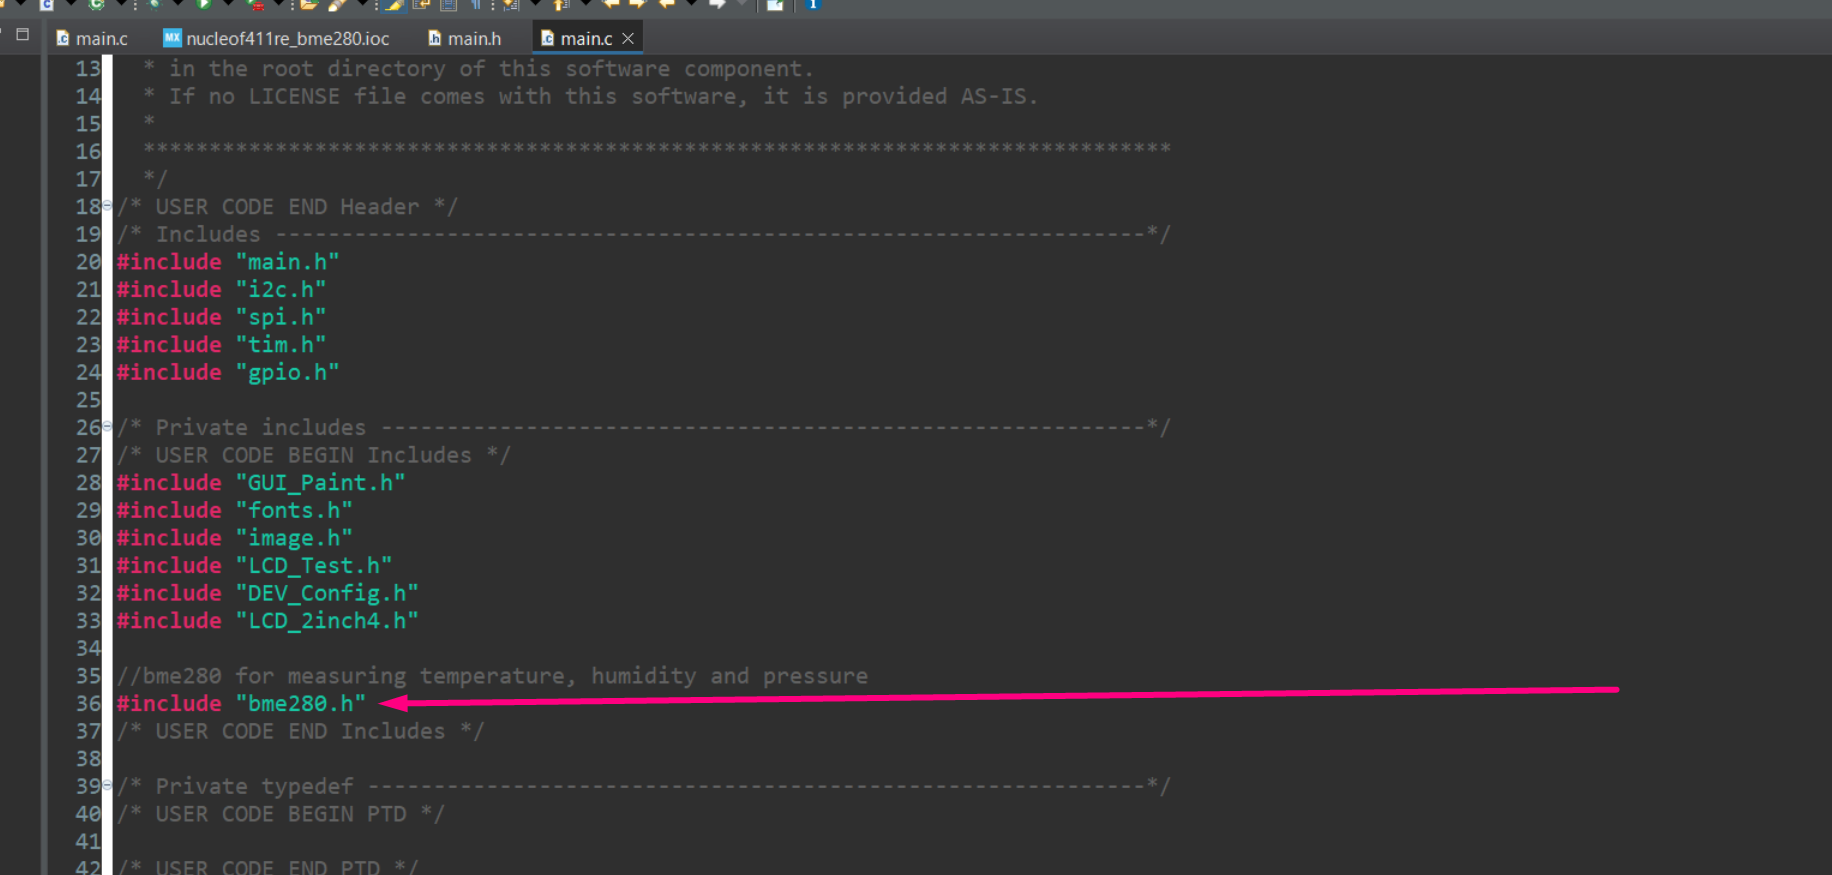 main.c nucleof411re_bme280.ioc main.h main.c
13 * in the root directory of this software component.
14 * If no LICENSE file comes with this software, it is provided AS-IS.
15 *
16 ******************************************************************************
17 */
18 /* USER CODE END Header */
19 /* Includes ------------------------------------------------------------------*/
20 #include "main.h"
21 #include "i2c.h"
22 #include "spi.h"
23 #include "tim.h"
24 #include "gpio.h"
25
26 /* Private includes ----------------------------------------------------------*/
27 /* USER CODE BEGIN Includes */
28 #include "GUI_Paint.h"
29 #include "fonts.h"
30 #include "image.h"
31 #include "LCD_Test.h"
32 #include "DEV_Config.h"
33 #include "LCD_2inch4.h"
34
35 //bme280 for measuring temperature, humidity and pressure
36 #include "bme280.h"
37 /* USER CODE END Includes */
38
39 /* Private typedef -----------------------------------------------------------*/
40 /* USER CODE BEGIN PTD */
41
42 /* USER CODE END PTD */